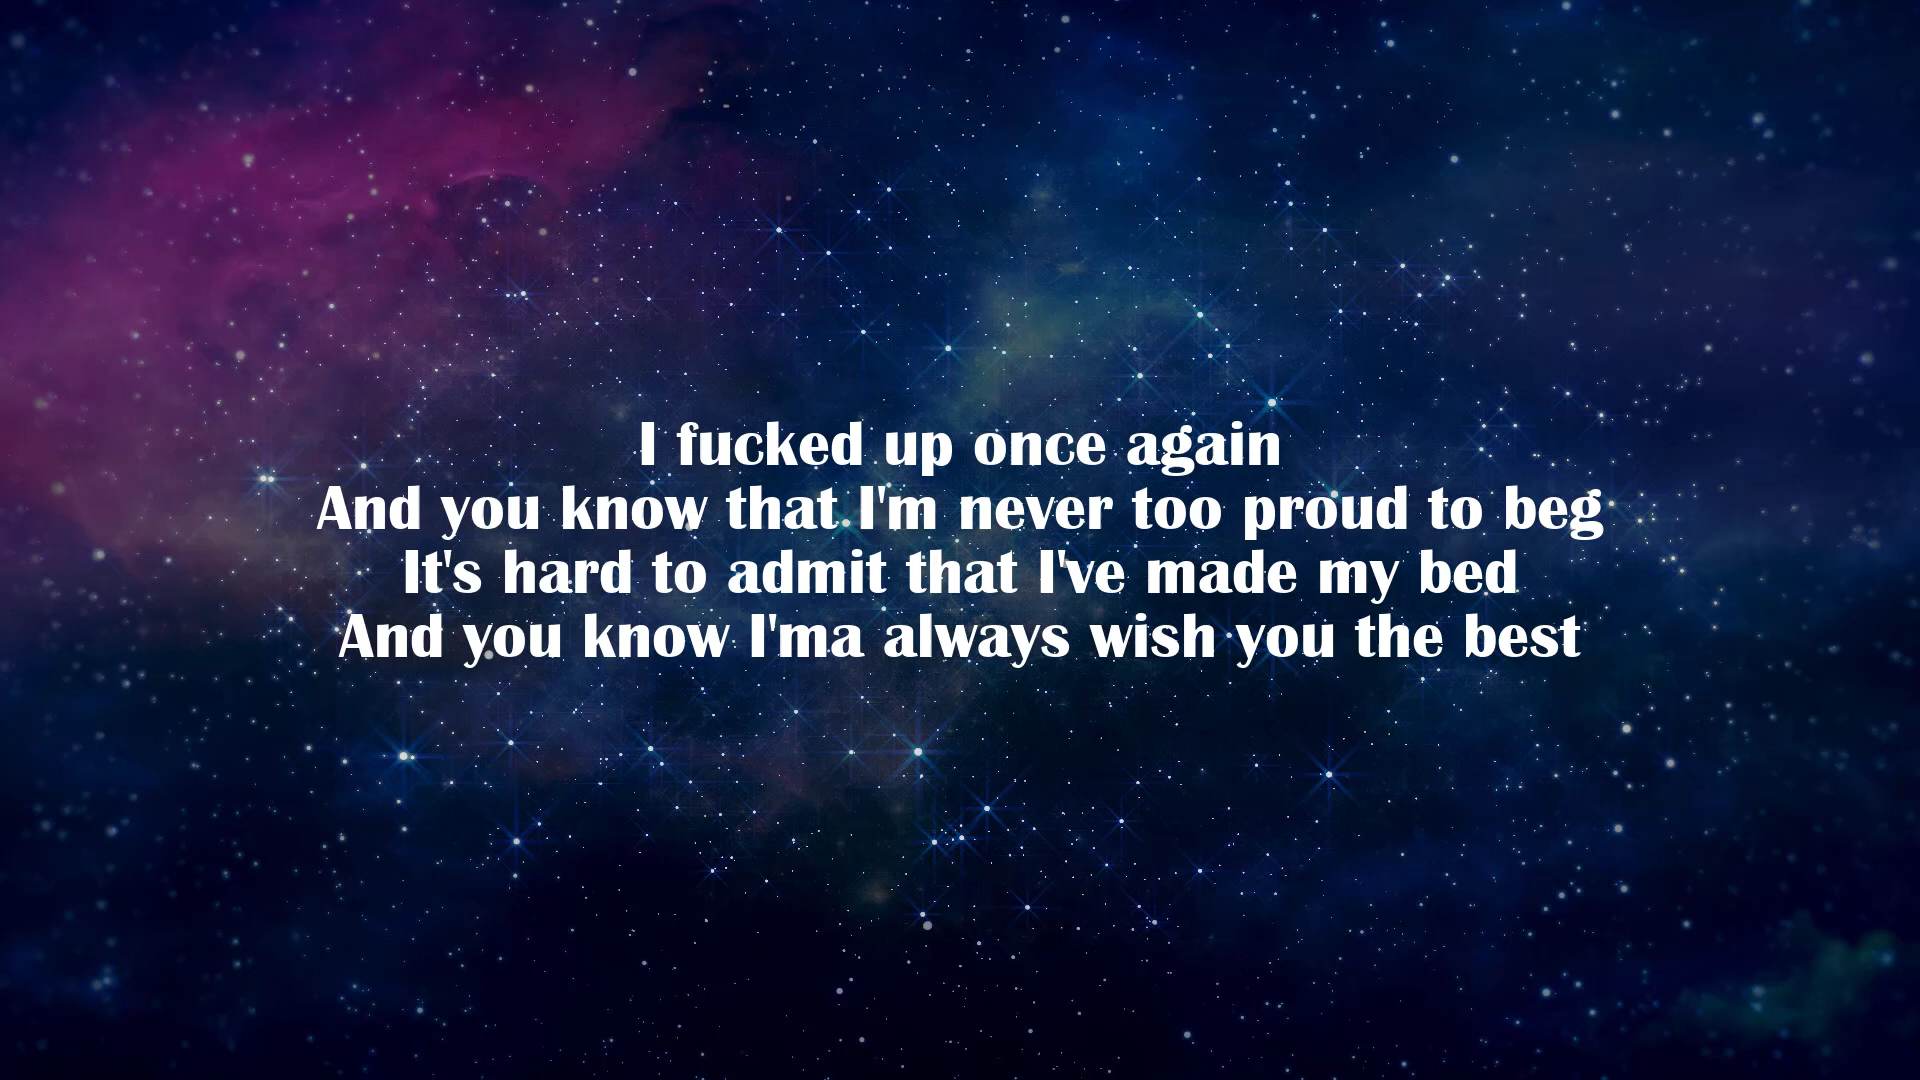 I fucked up once again
And you know that I'm never too proud to beg
It's hard to admit that I've made my bed
And you know I'ma always wish you the best